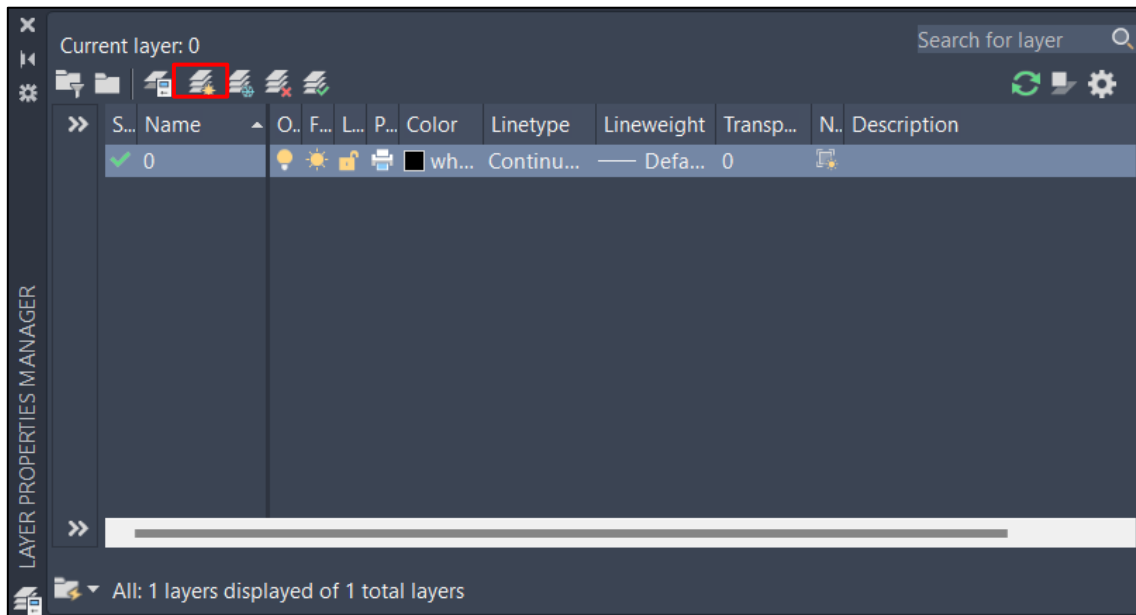 Current layer: 0
Search for layer
S... Name O.. F... L... P... Color Linetype Lineweight Transp... N.. Description
0 wh... Continu... Defa... 0
LAYER PROPERTIES MANAGER
All: 1 layers displayed of 1 total layers